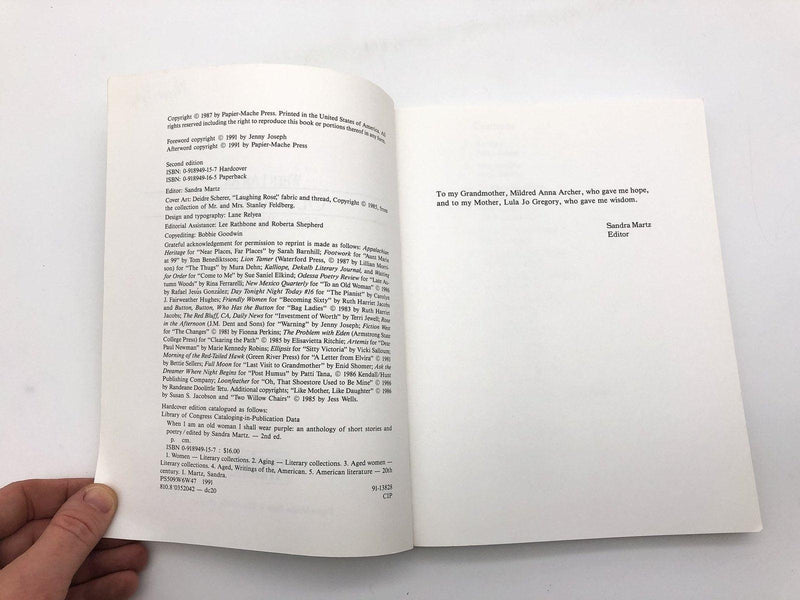 Copyright © 1987 by Papier-Mache Press. Printed in the United States of America. All
rights reserved including the right to reproduce this book or portions thereof in any form.
Foreword copyright © 1991 by Jenny Joseph
Afterword copyright © 1991 by Papier-Mache Press
Second edition
ISBN: 0-918949-15-7 Hardcover
ISBN: 0-918949-16-5 Paperback
Editor: Sandra Martz
Cover Art: Deidre Scherer, "Laughing Rose," fabric and thread, Copyright © 1985, from
the collection of Mr. and Mrs. Stanley Feldberg.
Design and typography: Lane Relyea
Editorial Assistance: Lee Rathbone and Roberta Shepherd
Copyediting: Bobbie Goodwin
Grateful acknowledgement for permission to reprint is made as follows: Appalachian
Heritage for "Near Places, Far Places" by Sarah Barnhill; Footwork for "Aunt Marie
at 99" by Tom Benediktsson; Lion Tamer (Waterford Press, © 1987 by Lillian Morri-
son) for "The Thugs" by Mura Dehn; Kalliope, Dekalb Literary Journal, and Waiting
for Order for "Come to Me" by Sue Saniel Elkind; Odessa Poetry Review for "Late Au-
tumn Woods" by Rina Ferrarelli; New Mexico Quarterly for "To an Old Woman" ©
by Rafael Jesús González; Day Tonight Night Today #16 for "The Pianist" by Carolyn
J. Fairweather Hughes; Friendly Women for "Becoming Sixty" by Ruth Harriet Jacobs
and Button, Button, Who Has the Button for "Bag Ladies" © 1983 by Ruth Harriet
Jacobs; The Red Bluff, CA, Daily News for "Investment of Worth" by Terri Jewell; Rose
in the Afternoon (J.M. Dent and Sons) for "Warning" by Jenny Joseph; Fiction West
for "The Changes" © 1981 by Fionna Perkins; The Problem with Eden (Armstrong State
College Press) for "Clearing the Path" © 1985 by Elisavietta Ritchie; Artemis for "Dear
Paul Newman" by Marie Kennedy Robins; Ellipsis for "Sitty Victoria" by Vicki Salloum;
Morning of the Red-Tailed Hawk (Green River Press) for "A Letter from Elvira" © 1981
by Bettie Sellers; Full Moon for "Last Visit to Grandmother" by Enid Shomer; Ask the
Dreamer Where Night Begins for "Post Humus" by Patti Tana, © 1986 Kendall/Hunt
Publishing Company; Loonfeather for "Oh, That Shoestore Used to Be Mine" © 1986
by Randeane Doolittle Tetu. Additional copyrights; "Like Mother, Like Daughter" © 1986
by Susan S. Jacobson and "Two Willow Chairs" © 1985 by Jess Wells.
Hardcover edition catalogued as follows:
Library of Congress Cataloging-in-Publication Data
When I am an old woman I shall wear purple: an anthology of short stories and
poetry/edited by Sandra Martz. — 2nd ed.
p. cm.
ISBN 0-918949-15-7 : $16.00
1. Women — Literary collections. 2. Aging — Literary collections. 3. Aged women —
Literary collections. 4. Aged, Writings of the, American. 5. American literature — 20th
century. I. Martz, Sandra.
PS509.W6W47 1991
810.8'0352042 — dc20 91-13828
CIP
To my Grandmother, Mildred Anna Archer, who gave me hope,
and to my Mother, Lula Jo Gregory, who gave me wisdom.
Sandra Martz
Editor